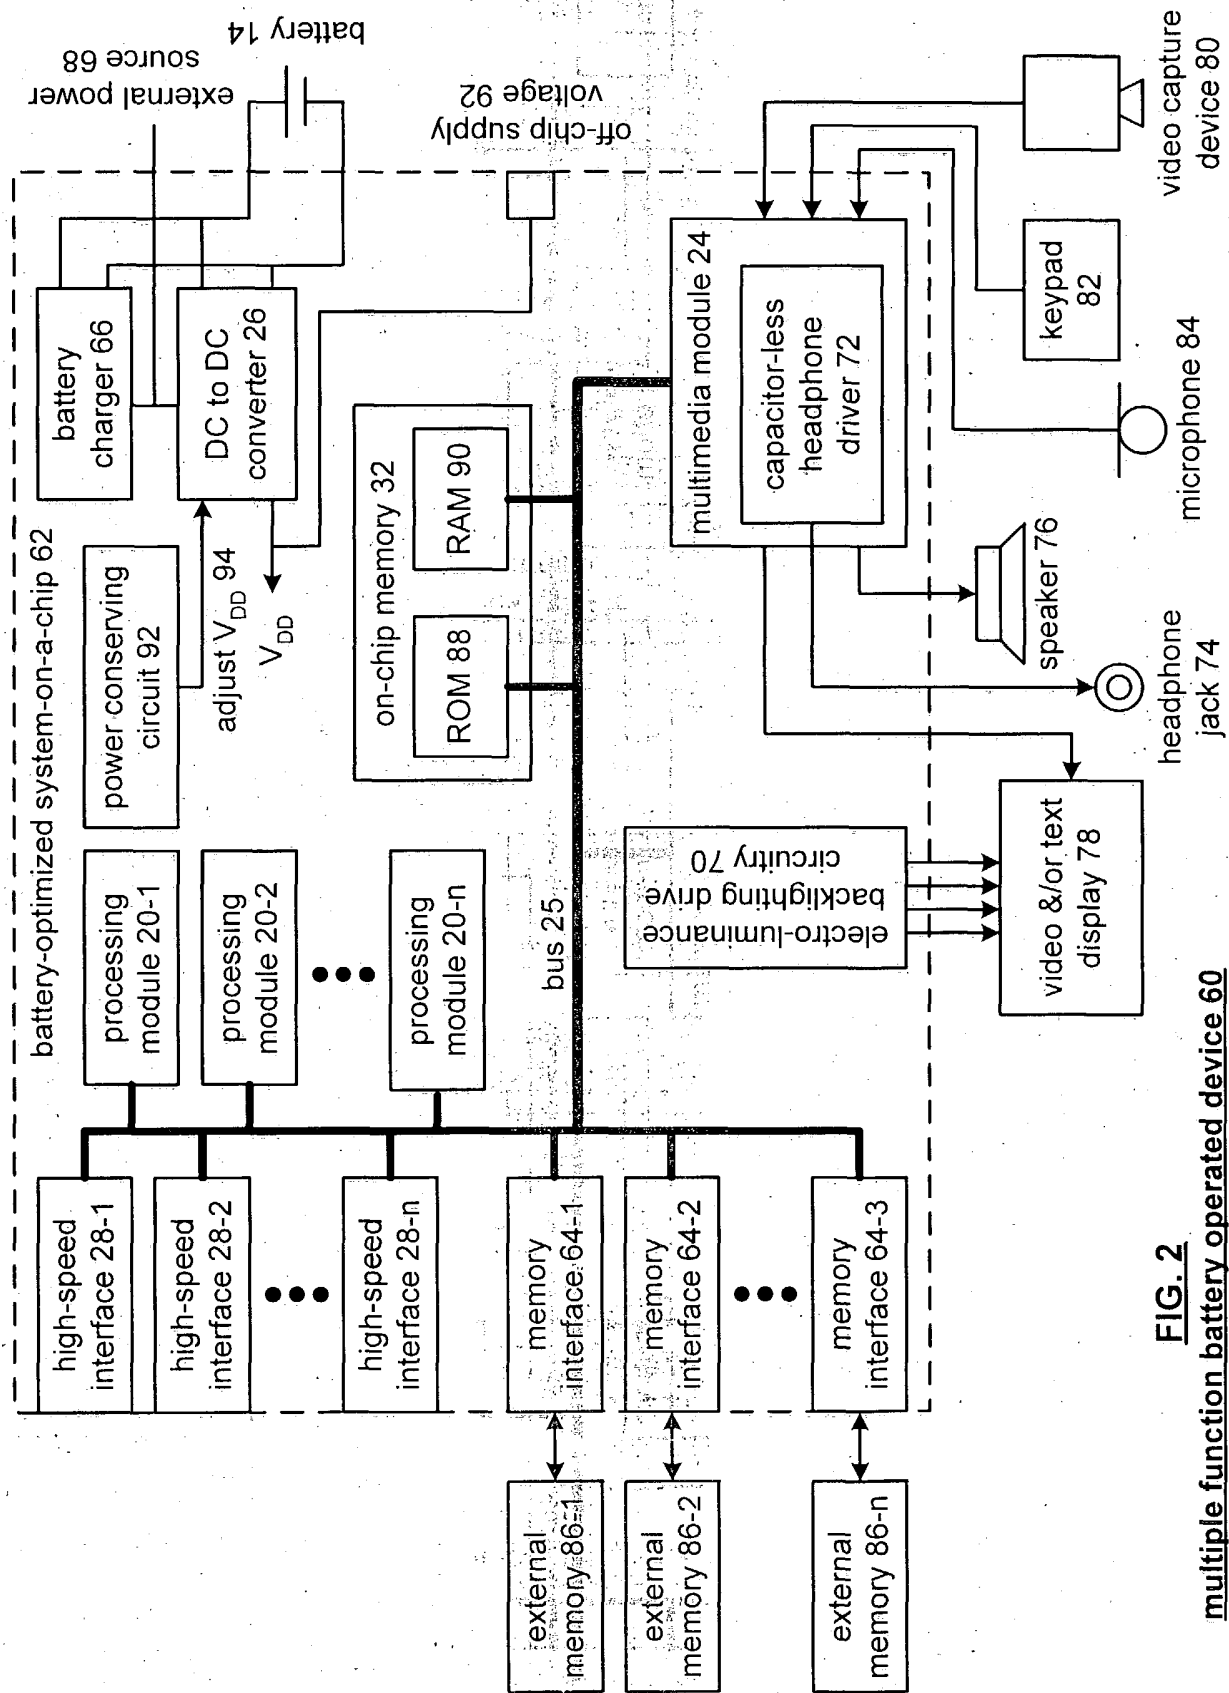 battery-optimized system-on-a-chip 62
high-speed
interface 28-1
high-speed
interface 28-2
high-speed
interface 28-n
memory
interface 64-1
memory
interface 64-2
memory
interface 64-3
external
memory 86-1
external
memory 86-2
external
memory 86-n
processing
module 20-1
processing
module 20-2
processing
module 20-n
bus 25
power conserving
circuit 92
adjust VDD 94
VDD
battery
charger 66
DC to DC
converter 26
external power
source 68
battery 14
off-chip supply
voltage 92
on-chip memory 32
ROM 88
RAM 90
multimedia module 24
capacitor-less
headphone
driver 72
electro-luminance
backlighting drive
circuitry 70
video &/or text
display 78
headphone
jack 74
speaker 76
microphone 84
keypad
82
video capture
device 80
FIG. 2
multiple function battery operated device 60